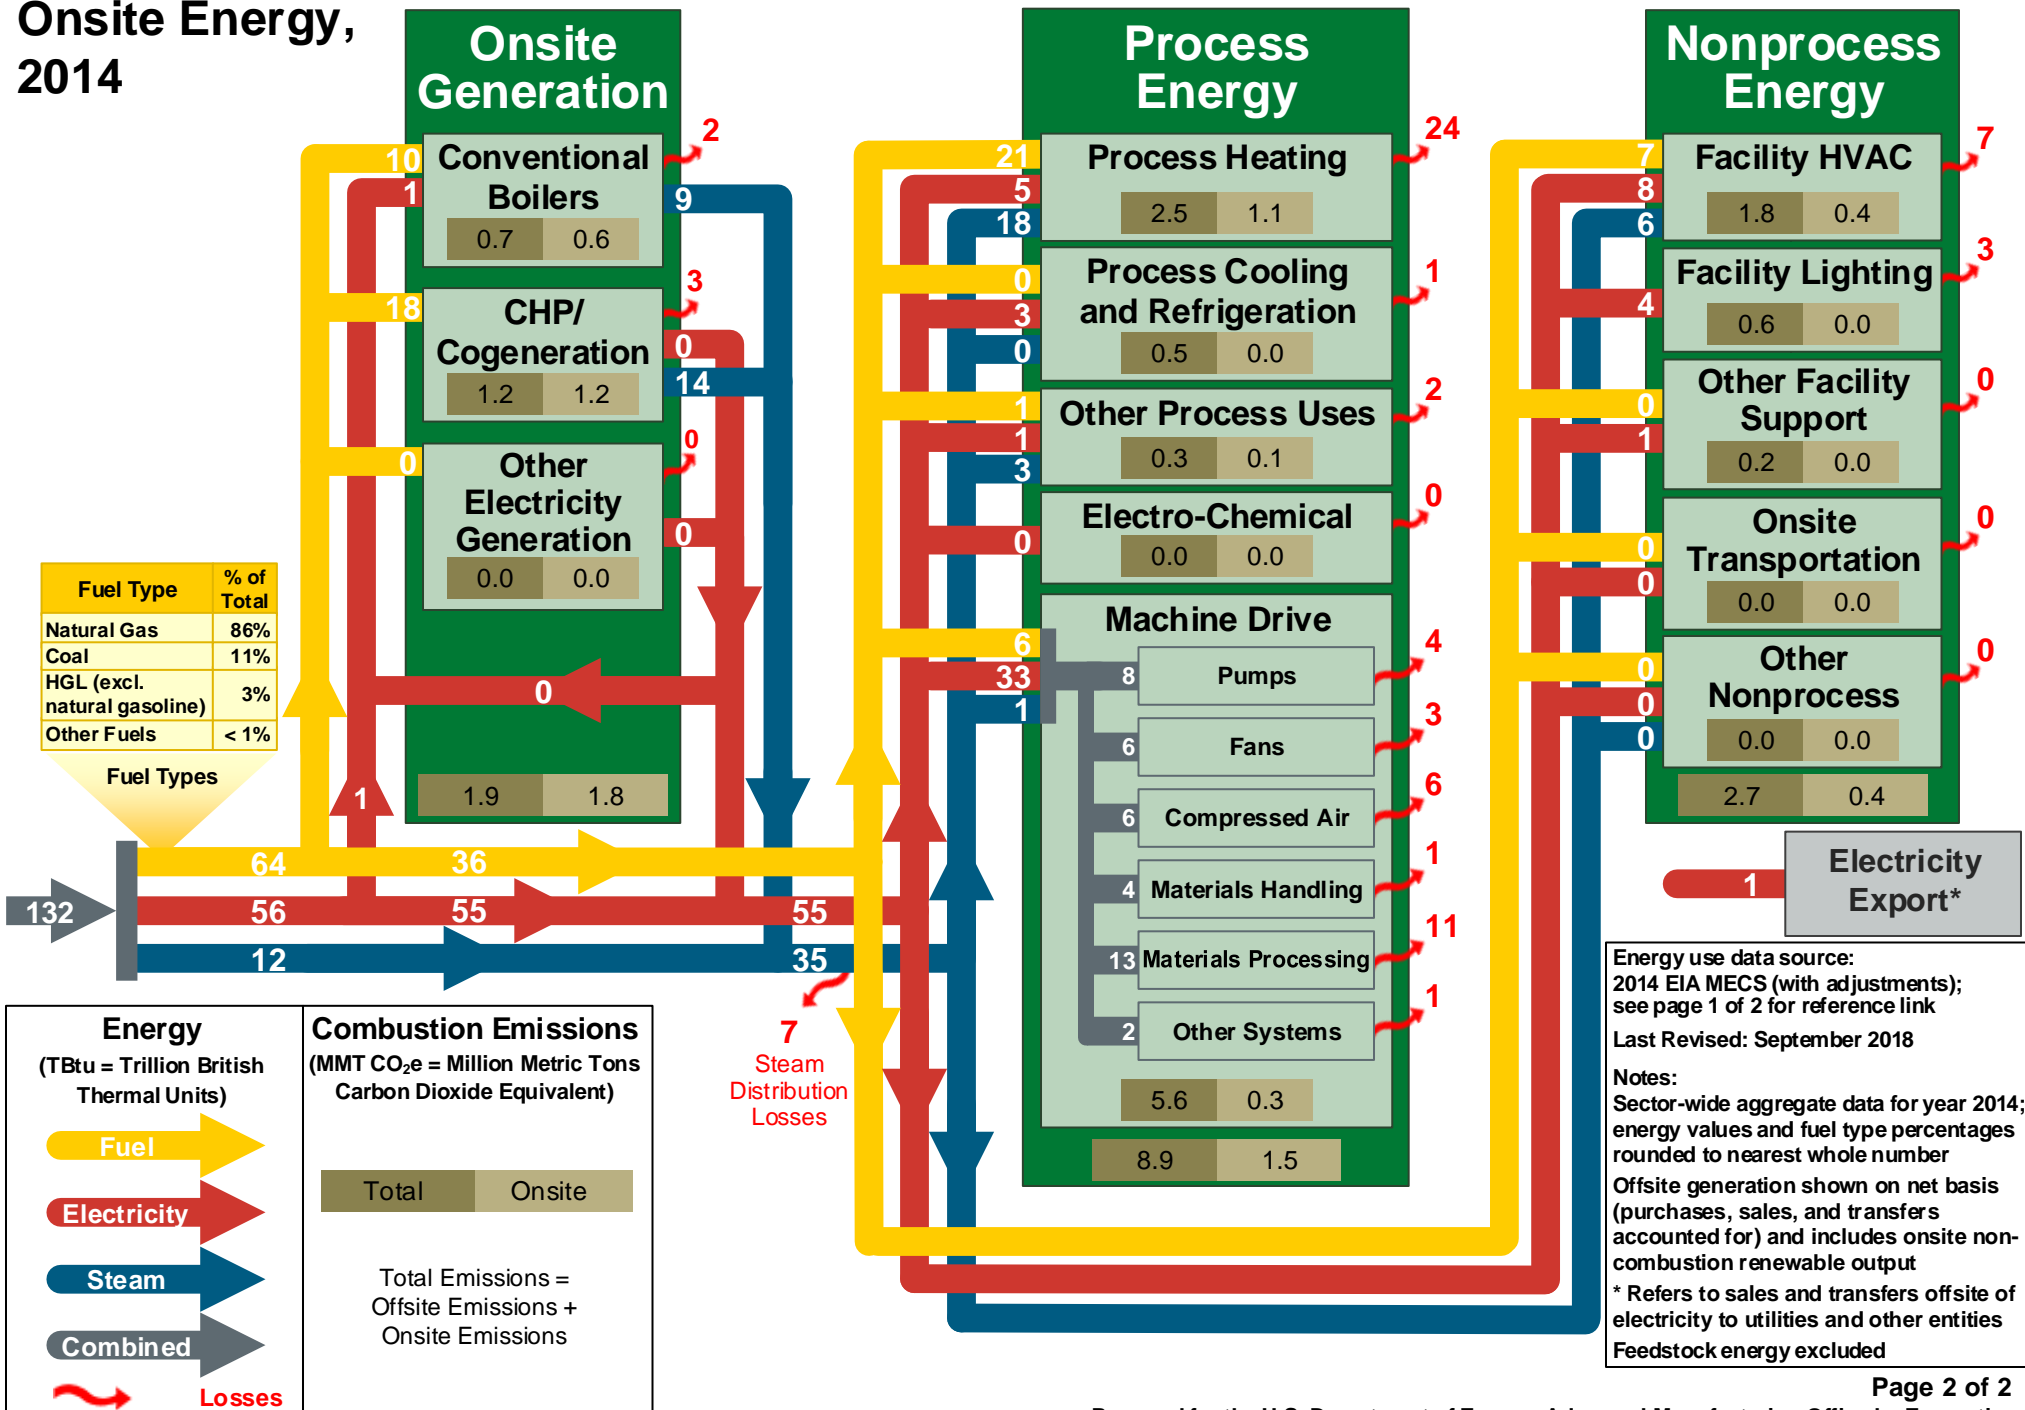 Onsite Energy,
2014
Onsite
Generation
Conventional
Boilers
0.7 0.6
10
1
2
9
CHP/
Cogeneration
1.2 1.2
18
3
0
14
Other
Electricity
Generation
0.0 0.0
0
0
0
0
1.9 1.8
1
Fuel Type % of
Total
Natural Gas 86%
Coal 11%
HGL (excl.
natural gasoline) 3%
Other Fuels < 1%
Fuel Types
132
64 36
56 55 55
12 35
7
Steam
Distribution
Losses
Process
Energy
Process Heating
2.5 1.1
21
5
18
24
Process Cooling
and Refrigeration
0.5 0.0
0
3
0
1
Other Process Uses
0.3 0.1
1
1
3
2
Electro-Chemical
0.0 0.0
0
0
Machine Drive
6
33
1
8 Pumps 4
6 Fans 3
6 Compressed Air 6
4 Materials Handling 1
13 Materials Processing 11
2 Other Systems 1
5.6 0.3
8.9 1.5
Nonprocess
Energy
Facility HVAC
1.8 0.4
7
8
6
7
Facility Lighting
0.6 0.0
4
3
Other Facility
Support
0.2 0.0
0
1
0
Onsite
Transportation
0.0 0.0
0
0
0
Other
Nonprocess
0.0 0.0
0
0
0
0
2.7 0.4
1
Electricity
Export*
Energy
(TBtu = Trillion British
Thermal Units)
Fuel
Electricity
Steam
Combined
Losses
Combustion Emissions
(MMT CO₂e = Million Metric Tons
Carbon Dioxide Equivalent)
Total Onsite
Total Emissions =
Offsite Emissions +
Onsite Emissions
Energy use data source:
2014 EIA MECS (with adjustments);
see page 1 of 2 for reference link
Last Revised: September 2018
Notes:
Sector-wide aggregate data for year 2014;
energy values and fuel type percentages
rounded to nearest whole number
Offsite generation shown on net basis
(purchases, sales, and transfers
accounted for) and includes onsite non-
combustion renewable output
* Refers to sales and transfers offsite of
electricity to utilities and other entities
Feedstock energy excluded
Page 2 of 2